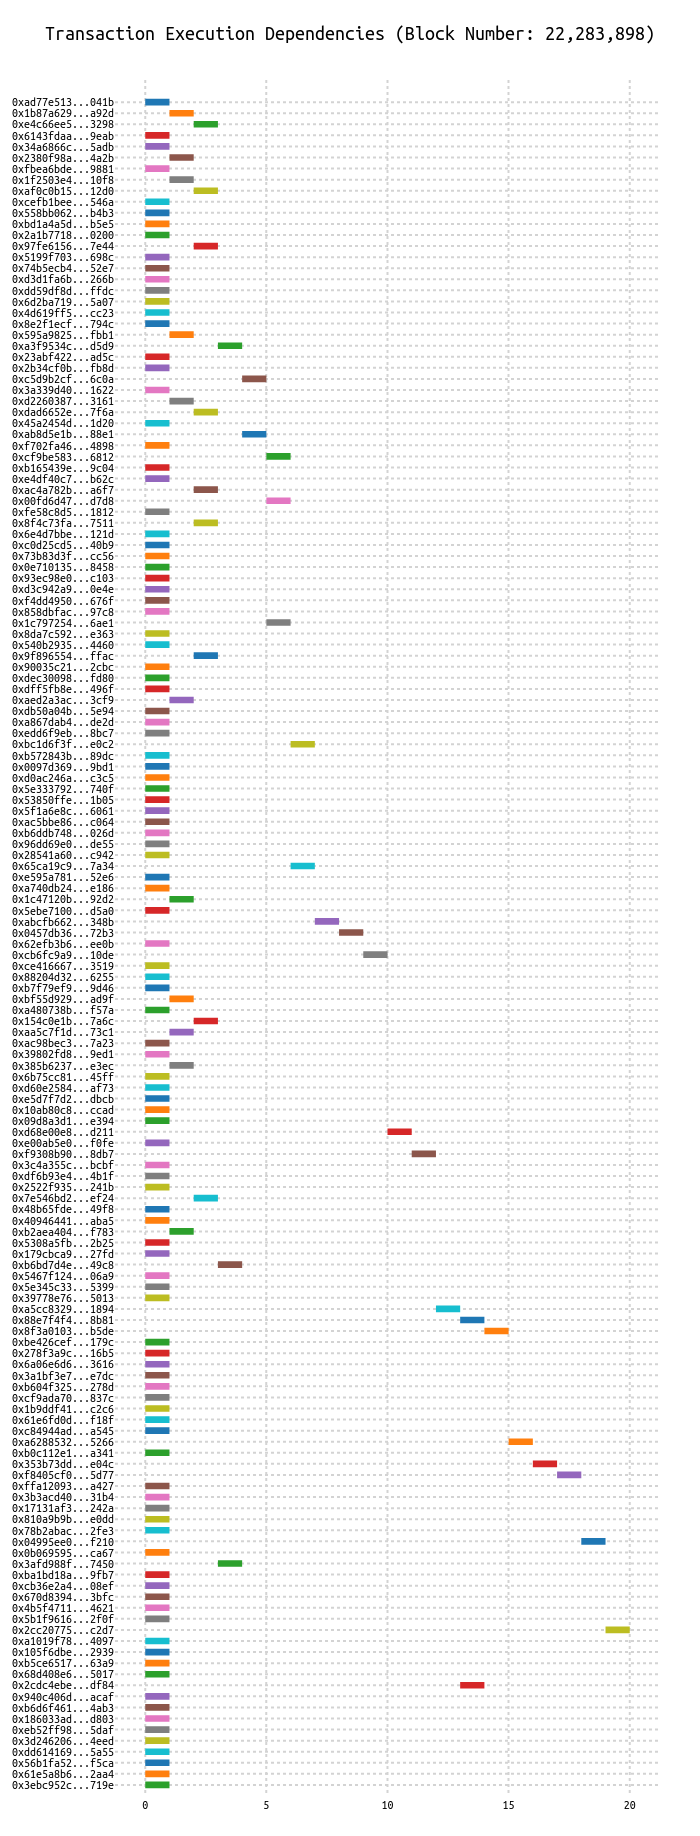 Transaction Execution Dependencies (Block Number: 22,283,898)
0xad77e513...041b
0x1b87a629...a92d
0xe4c66ee5...3298
0x6143fdaa...9eab
0x34a6866c...5adb
0x2380f98a...4a2b
0xfbea6bde...9881
0x1f2503e4...10f8
0xaf0c0b15...12d0
0xcefb1bee...546a
0x558bb062...b4b3
0xbd1a4a5d...b5e5
0x2a1b7718...0200
0x97fe6156...7e44
0x5199f703...698c
0x74b5ecb4...52e7
0xd3d1fa6b...266b
0xdd59df8d...ffdc
0x6d2ba719...5a07
0x4d619ff5...cc23
0x8e2f1ecf...794c
0x595a9825...fbb1
0xa3f9534c...d5d9
0x23abf422...ad5c
0x2b34cf0b...fb8d
0xc5d9b2cf...6c0a
0x3a339d40...1622
0xd2260387...3161
0xdad6652e...7f6a
0x45a2454d...1d20
0xab8d5e1b...88e1
0xf702fa46...4898
0xcf9be583...6812
0xb165439e...9c04
0xe4df40c7...b62c
0xac4a782b...a6f7
0x00fd6d47...d7d8
0xfe58c8d5...1812
0x8f4c73fa...7511
0x6e4d7bbe...121d
0xc0d25cd5...40b9
0x73b83d3f...cc56
0x0e710135...8458
0x93ec98e0...c103
0xd3c942a9...0e4e
0xf4dd4950...676f
0x858dbfac...97c8
0x1c797254...6ae1
0x8da7c592...e363
0x540b2935...4460
0x9f896554...ffac
0x90035c21...2cbc
0xdec30098...fd80
0xdff5fb8e...496f
0xaed2a3ac...3cf9
0xdb50a04b...5e94
0xa867dab4...de2d
0xedd6f9eb...8bc7
0xbc1d6f3f...e0c2
0xb572843b...89dc
0x0097d369...9bd1
0xd0ac246a...c3c5
0x5e333792...740f
0x53850ffe...1b05
0x5f1a6e8c...6061
0xac5bbe86...c064
0xb6ddb748...026d
0x96dd69e0...de55
0x28541a60...c942
0x65ca19c9...7a34
0xe595a781...52e6
0xa740db24...e186
0x1c47120b...92d2
0x5ebe7100...d5a0
0xabcfb662...348b
0x0457db36...72b3
0x62efb3b6...ee0b
0xcb6fc9a9...10de
0xce416667...3519
0x88204d32...6255
0xb7f79ef9...9d46
0xbf55d929...ad9f
0xa480738b...f57a
0x154c0e1b...7a6c
0xaa5c7f1d...73c1
0xac98bec3...7a23
0x39802fd8...9ed1
0x385b6237...e3ec
0x6b75cc81...45ff
0xd60e2584...af73
0xe5d7f7d2...dbcb
0x10ab80c8...ccad
0x09d8a3d1...e394
0xd68e00e8...d211
0xe00ab5e0...f0fe
0xf9308b90...8db7
0x3c4a355c...bcbf
0xdf6b93e4...4b1f
0x2522f935...241b
0x7e546bd2...ef24
0x48b65fde...49f8
0x40946441...aba5
0xb2aea404...f783
0x5308a5fb...2b25
0x179cbca9...27fd
0xb6bd7d4e...49c8
0x5467f124...06a9
0x5e345c33...5399
0x39778e76...5013
0xa5cc8329...1894
0x88e7f4f4...8b81
0x8f3a0103...b5de
0xbe426cef...179c
0x278f3a9c...16b5
0x6a06e6d6...3616
0x3a1bf3e7...e7dc
0xb604f325...278d
0xcf9ada70...837c
0x1b9ddf41...c2c6
0x61e6fd0d...f18f
0xc84944ad...a545
0xa6288532...5266
0xb0c112e1...a341
0x353b73dd...e04c
0xf8405cf0...5d77
0xffa12093...a427
0x3b3acd40...31b4
0x17131af3...242a
0x810a9b9b...e0dd
0x78b2abac...2fe3
0x04995ee0...f210
0x0b069595...ca67
0x3afd988f...7450
0xba1bd18a...9fb7
0xcb36e2a4...08ef
0x670d8394...3bfc
0x4b5f4711...4621
0x5b1f9616...2f0f
0x2cc20775...c2d7
0xa1019f78...4097
0x105f6dbe...2939
0xb5ce6517...63a9
0x68d408e6...5017
0x2cdc4ebe...df84
0x940c406d...acaf
0xb6d6f461...4ab3
0x186033ad...d803
0xeb52ff98...5daf
0x3d246206...4eed
0xdd614169...5a55
0x56b1fa52...f5ca
0x61e5a8b6...2aa4
0x3ebc952c...719e
0 5 10 15 20